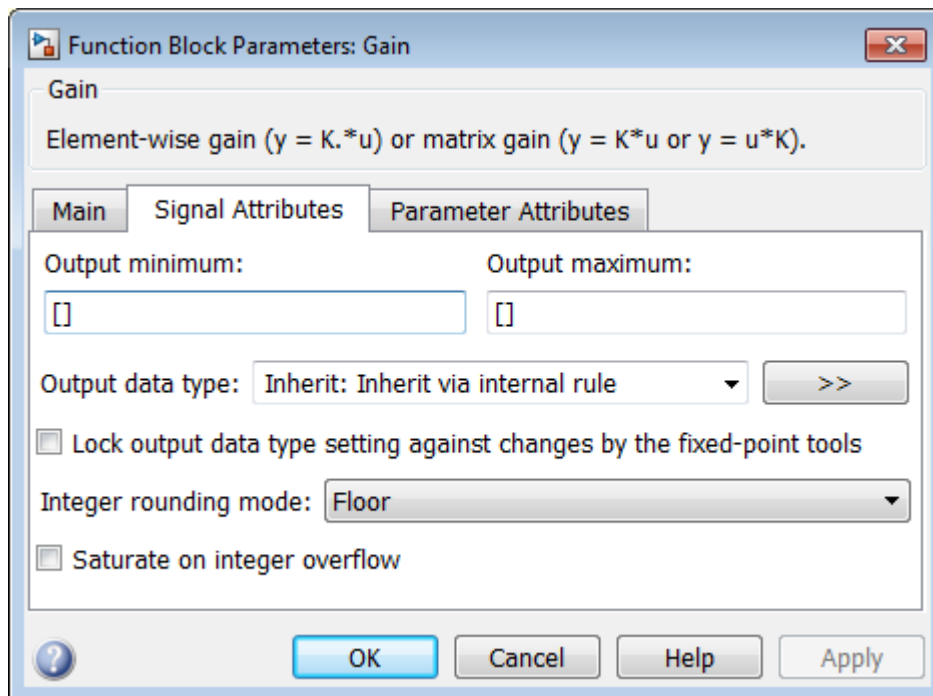 Function Block Parameters: Gain
Gain
Element-wise gain (y = K.*u) or matrix gain (y = K*u or y = u*K).
Main Signal Attributes Parameter Attributes
Output minimum: Output maximum:
[] []
Output data type: Inherit: Inherit via internal rule >>
Lock output data type setting against changes by the fixed-point tools
Integer rounding mode: Floor
Saturate on integer overflow
? OK Cancel Help Apply